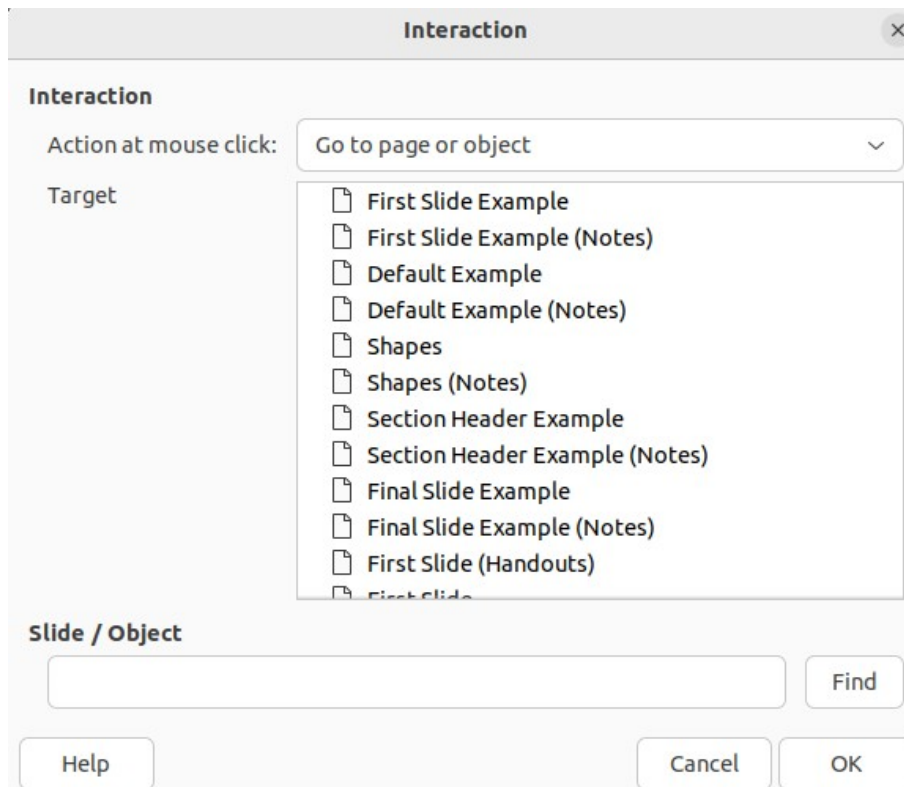 Interaction
Interaction
Action at mouse click: Go to page or object
Target
First Slide Example
First Slide Example (Notes)
Default Example
Default Example (Notes)
Shapes
Shapes (Notes)
Section Header Example
Section Header Example (Notes)
Final Slide Example
Final Slide Example (Notes)
First Slide (Handouts)
First Slide
Slide / Object
Find
Help Cancel OK